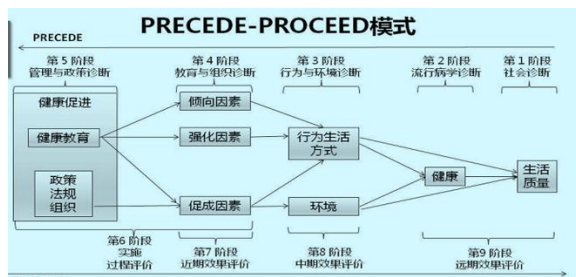 PRECEDE-PROCEED模式
PRECEDE
第5阶段
管理与政策诊断
第4阶段
教育与组织诊断
第3阶段
行为与环境诊断
第2阶段
流行病学诊断
第1阶段
社会诊断
健康促进
健康教育
政策
法规
组织
倾向因素
强化因素
促成因素
行为生活
方式
环境
健康
生活
质量
第6阶段
实施
过程评价
第7阶段
近期效果评价
第8阶段
中期效果评价
第9阶段
远期效果评价